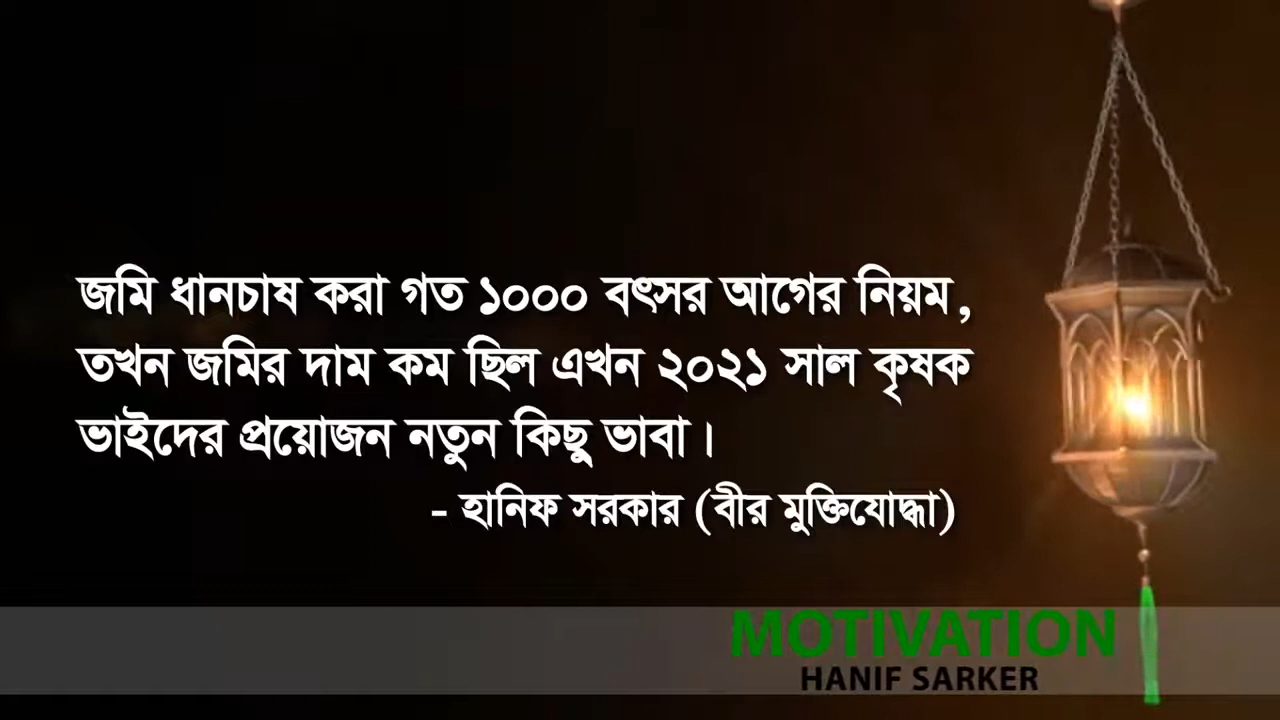 জমি ধানচাষ করা গত ১০০০ বৎসর আগের নিয়ম,
তখন জমির দাম কম ছিল এখন ২০২১ সাল কৃষক
ভাইদের প্রয়োজন নতুন কিছু ভাবা।
- হানিফ সরকার (বীর মুক্তিযোদ্ধা)
MOTIVATION
HANIF SARKER